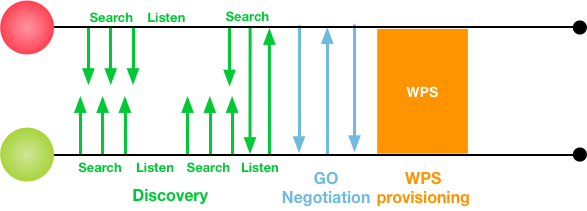 Search Listen Search
WPS
Search Listen Search Listen
Discovery
GO
Negotiation
WPS
provisioning